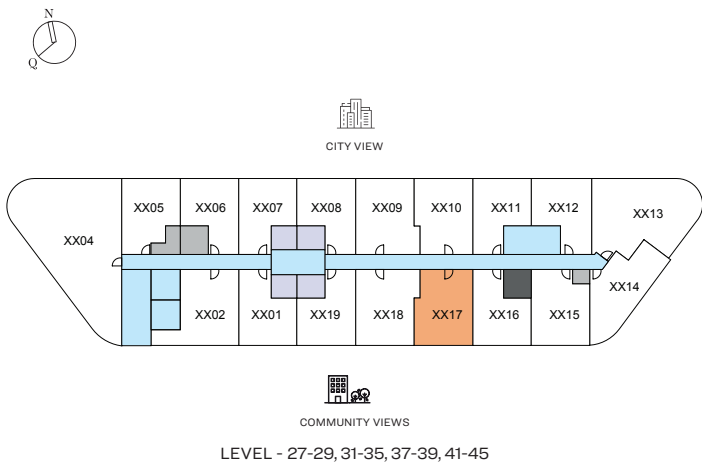 N
Q
CITY VIEW
XX05 XX06 XX07 XX08 XX09 XX10 XX11 XX12
XX13
XX04
XX14
XX02 XX01 XX19 XX18 XX17 XX16 XX15
COMMUNITY VIEWS
LEVEL - 27-29, 31-35, 37-39, 41-45